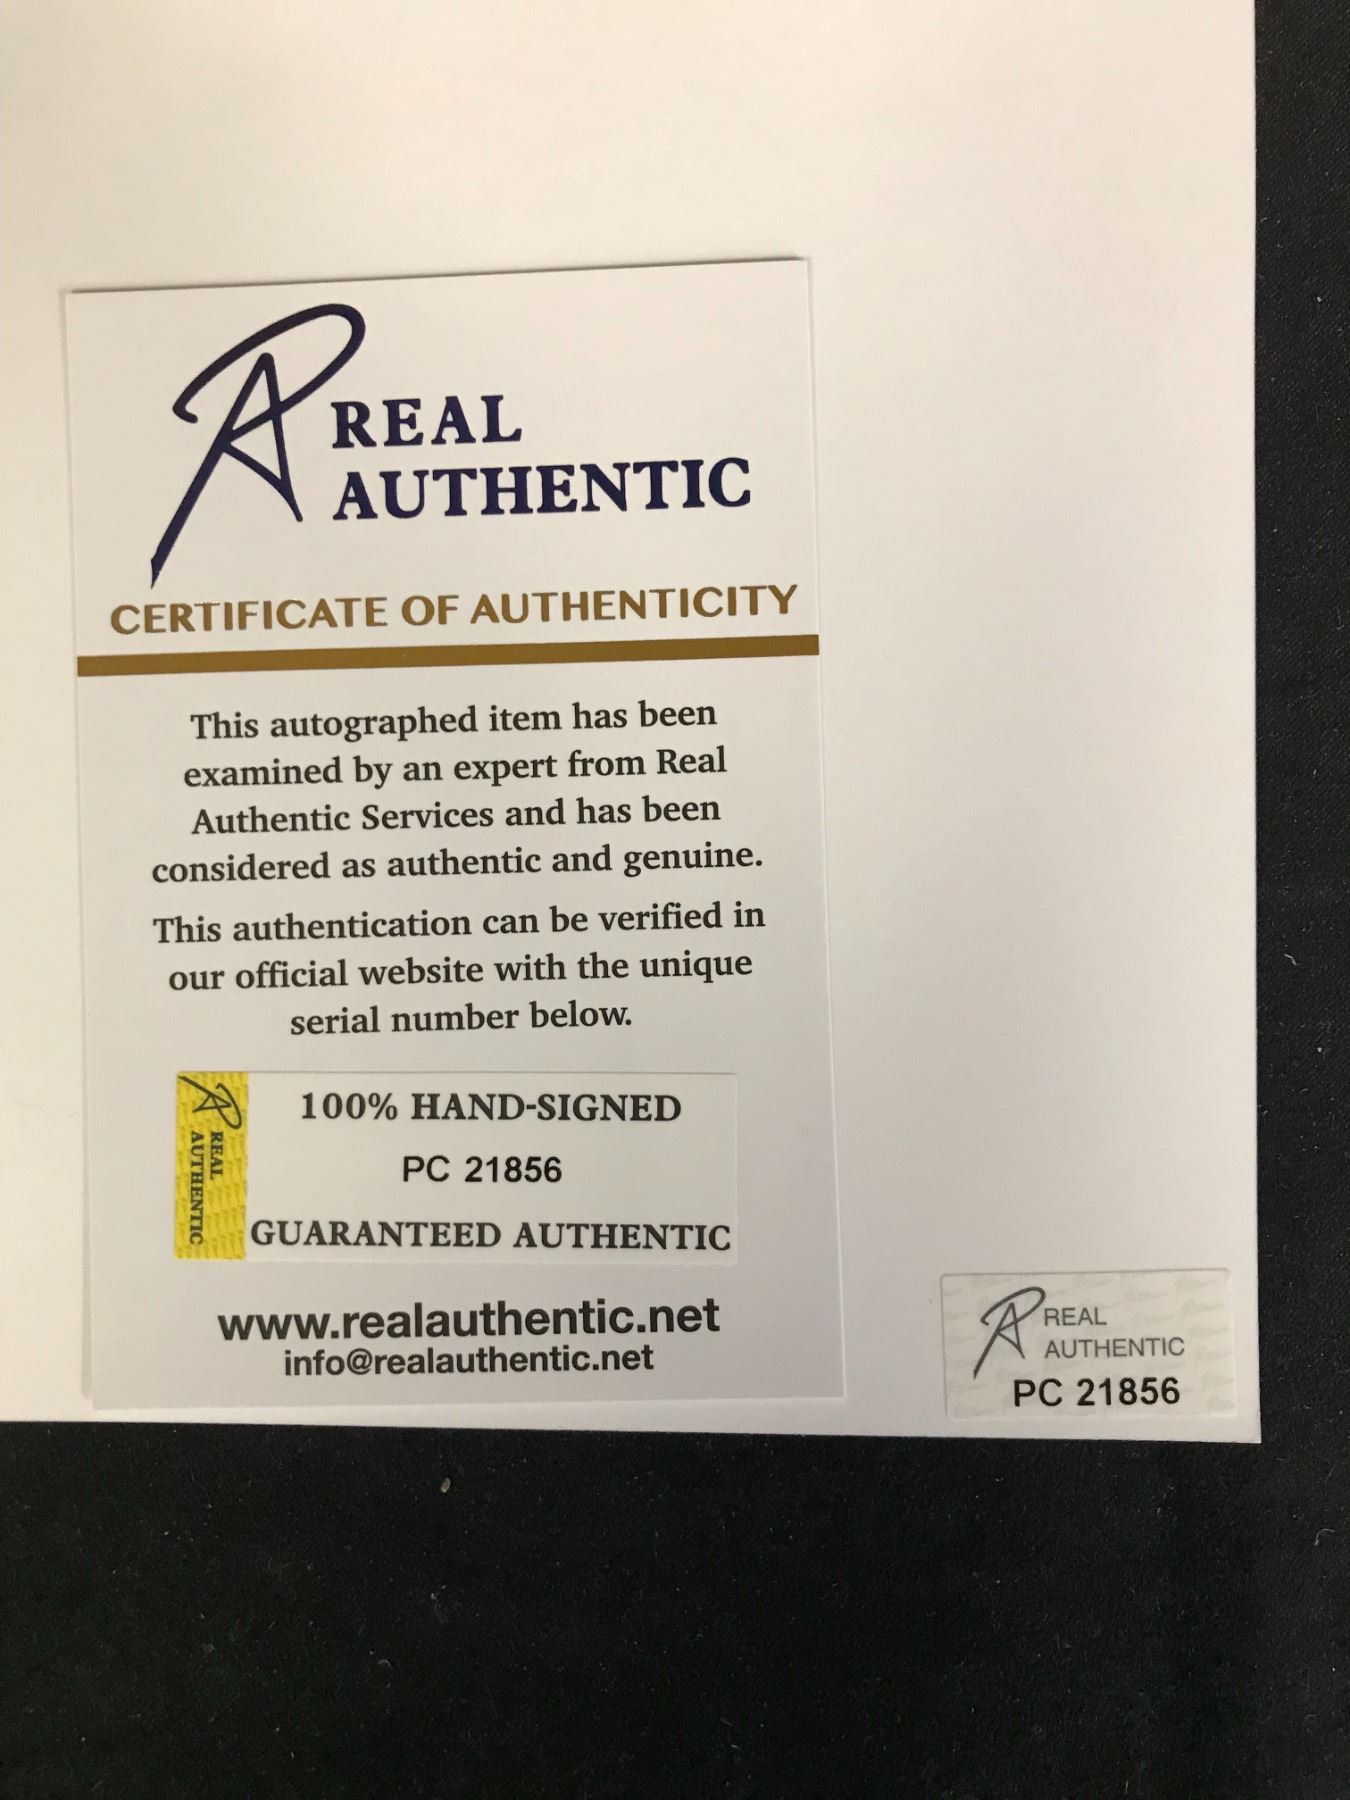 REAL
AUTHENTIC
CERTIFICATE OF AUTHENTICITY
This autographed item has been
examined by an expert from Real
Authentic Services and has been
considered as authentic and genuine.
This authentication can be verified in
our official website with the unique
serial number below.
REAL
AUTHENTIC
100% HAND-SIGNED
PC 21856
GUARANTEED AUTHENTIC
www.realauthentic.net
info@realauthentic.net
REAL
AUTHENTIC
PC 21856